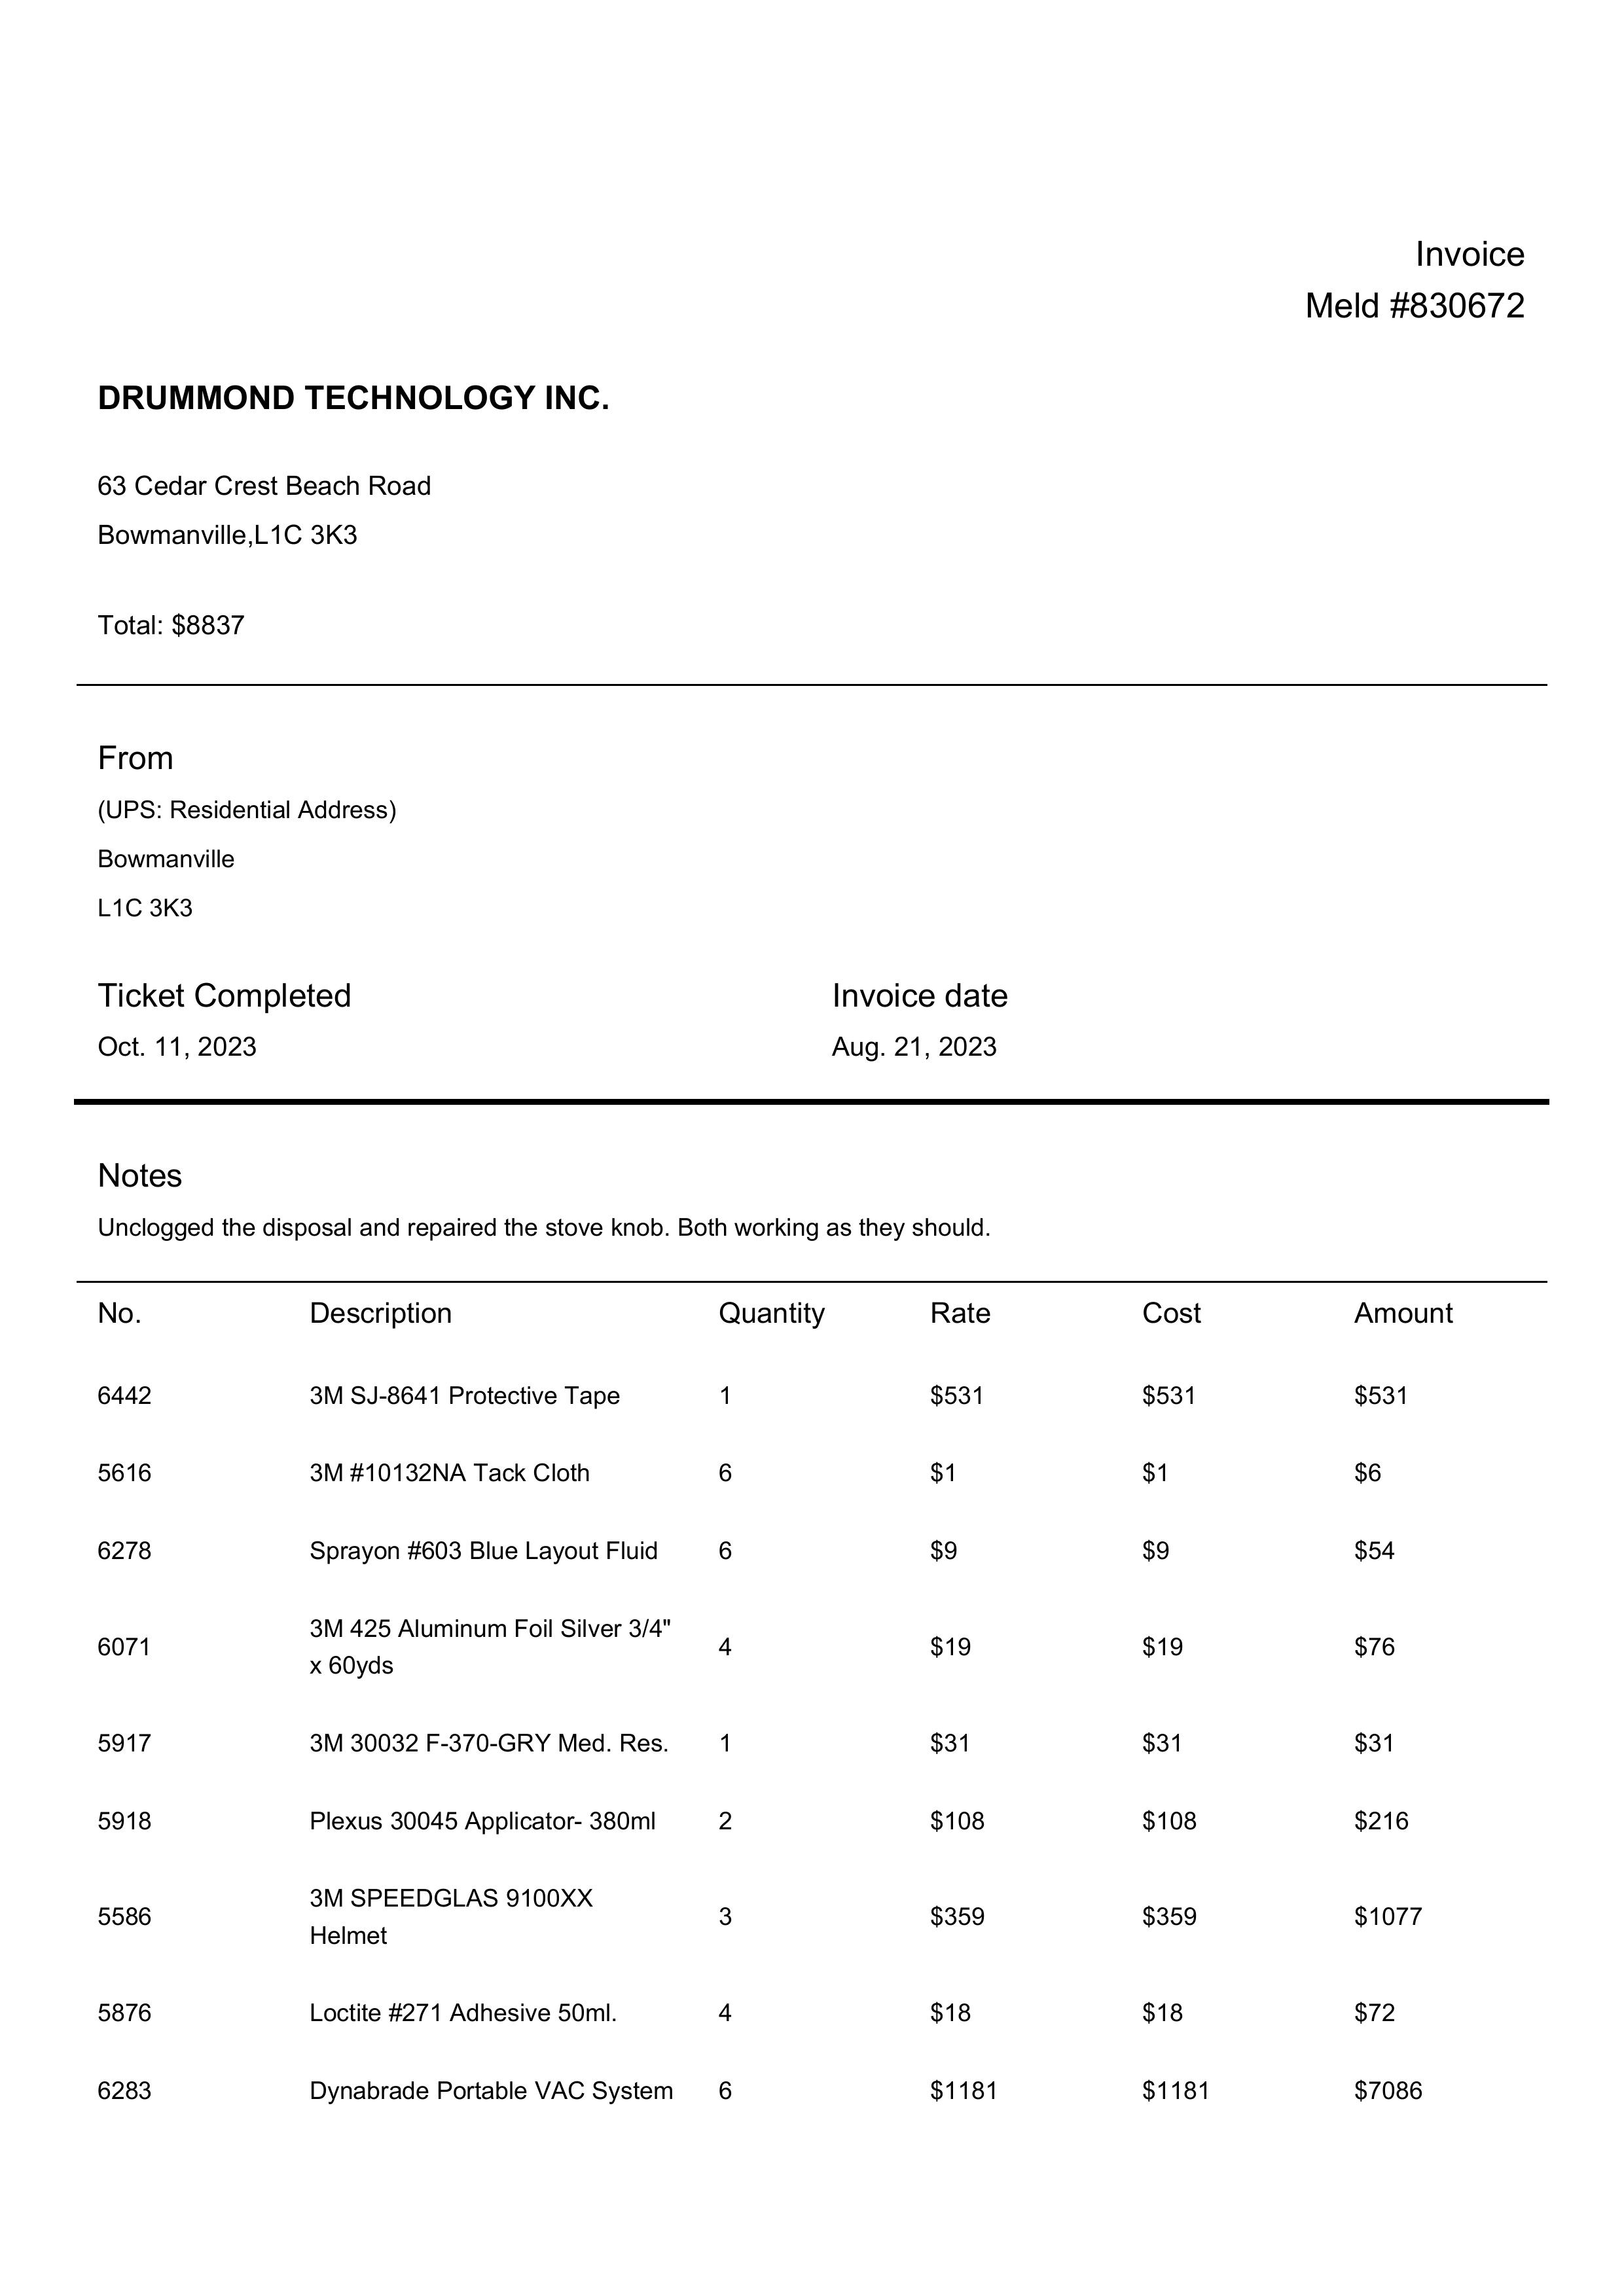 Invoice
Meld #830672
DRUMMOND TECHNOLOGY INC.
63 Cedar Crest Beach Road
Bowmanville,L1C 3K3
Total: $8837
From
(UPS: Residential Address)
Bowmanville
L1C 3K3
Ticket Completed Invoice date
Oct. 11, 2023 Aug. 21, 2023
Notes
Unclogged the disposal and repaired the stove knob. Both working as they should.
No. Description Quantity Rate Cost Amount
6442 3M SJ-8641 Protective Tape 1 $531 $531 $531
5616 3M #10132NA Tack Cloth 6 $1 $1 $6
6278 Sprayon #603 Blue Layout Fluid 6 $9 $9 $54
6071 3M 425 Aluminum Foil Silver 3/4" 4 $19 $19 $76
x 60yds
5917 3M 30032 F-370-GRY Med. Res. 1 $31 $31 $31
5918 Plexus 30045 Applicator- 380ml 2 $108 $108 $216
5586 3M SPEEDGLAS 9100XX 3 $359 $359 $1077
Helmet
5876 Loctite #271 Adhesive 50ml. 4 $18 $18 $72
6283 Dynabrade Portable VAC System 6 $1181 $1181 $7086